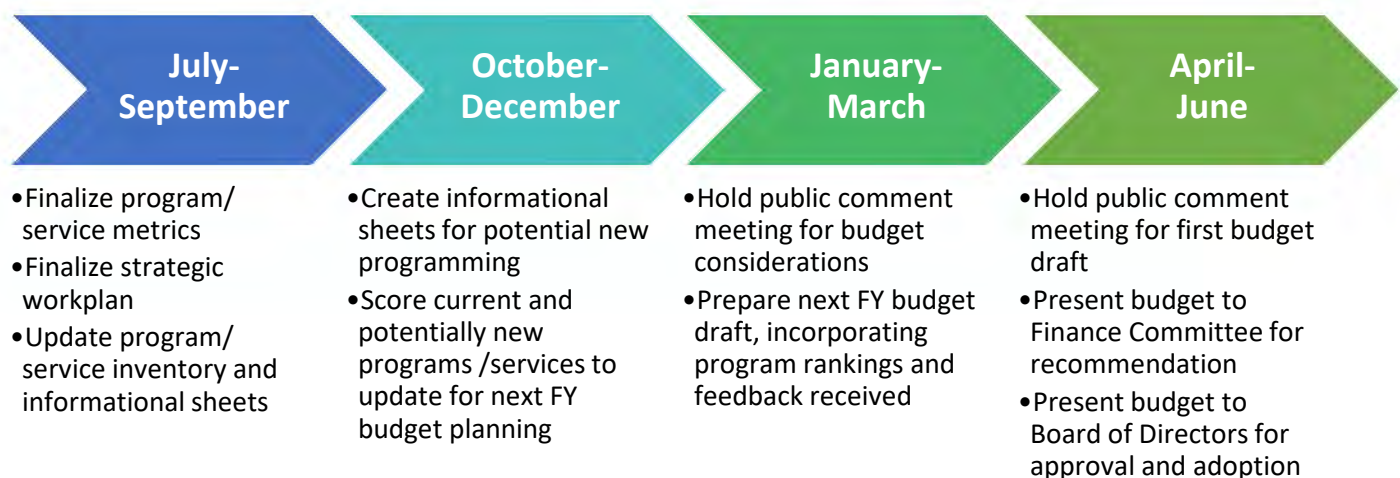 July-
September
October-
December
January-
March
April-
June
•Finalize program/
service metrics
•Finalize strategic
workplan
•Update program/
service inventory and
informational sheets
•Create informational
sheets for potential new
programming
•Score current and
potentially new
programs /services to
update for next FY
budget planning
•Hold public comment
meeting for budget
considerations
•Prepare next FY budget
draft, incorporating
program rankings and
feedback received
•Hold public comment
meeting for first budget
draft
•Present budget to
Finance Committee for
recommendation
•Present budget to
Board of Directors for
approval and adoption